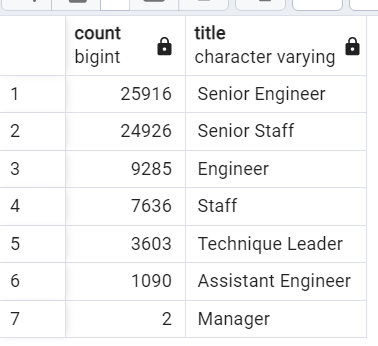 count title
bigint character varying
1 25916 Senior Engineer
2 24926 Senior Staff
3 9285 Engineer
4 7636 Staff
5 3603 Technique Leader
6 1090 Assistant Engineer
7 2 Manager